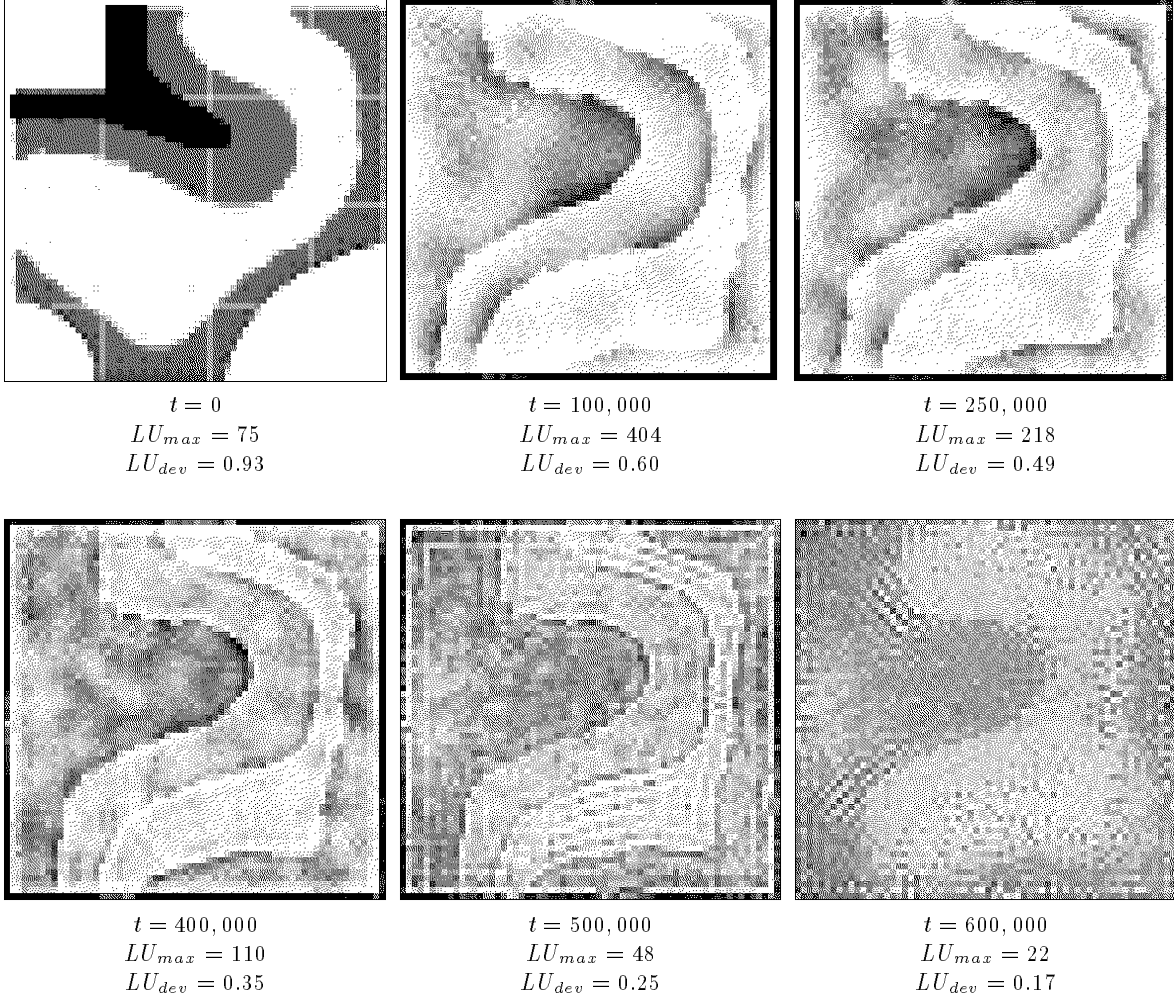 t = 0
LU_max = 75
LU_dev = 0.93
t = 100,000
LU_max = 404
LU_dev = 0.60
t = 250,000
LU_max = 218
LU_dev = 0.49
t = 400,000
LU_max = 110
LU_dev = 0.35
t = 500,000
LU_max = 48
LU_dev = 0.25
t = 600,000
LU_max = 22
LU_dev = 0.17